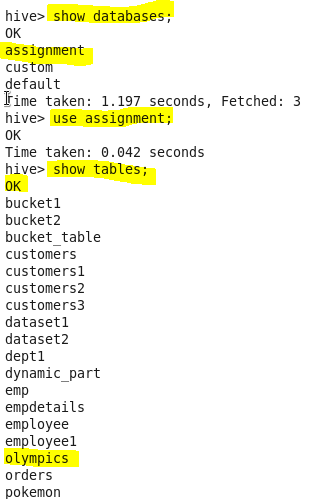 hive> show databases;
OK
assignment
custom
default
Time taken: 1.197 seconds, Fetched: 3
hive> use assignment;
OK
Time taken: 0.042 seconds
hive> show tables;
OK
bucket1
bucket2
bucket_table
customers
customers1
customers2
customers3
dataset1
dataset2
dept1
dynamic_part
emp
empdetails
employee
employee1
olympics
orders
pokemon